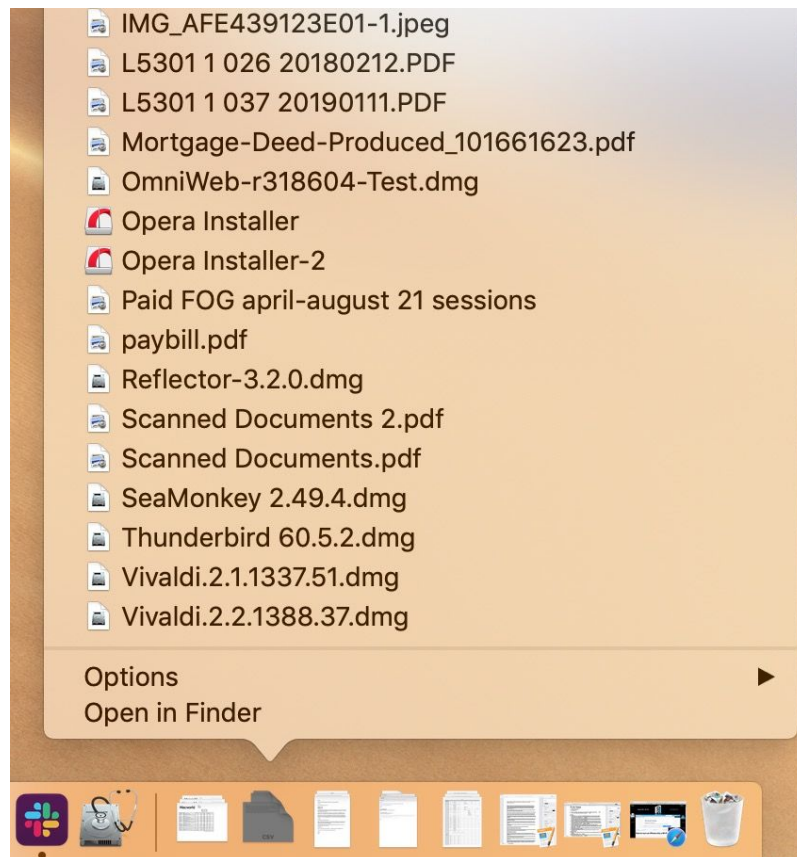 IMG_AFE439123E01-1.jpeg
L5301 1 026 20180212.PDF
L5301 1 037 20190111.PDF
Mortgage-Deed-Produced_101661623.pdf
OmniWeb-r318604-Test.dmg
Opera Installer
Opera Installer-2
Paid FOG april-august 21 sessions
paybill.pdf
Reflector-3.2.0.dmg
Scanned Documents 2.pdf
Scanned Documents.pdf
SeaMonkey 2.49.4.dmg
Thunderbird 60.5.2.dmg
Vivaldi.2.1.1337.51.dmg
Vivaldi.2.2.1388.37.dmg
Options
Open in Finder
CSV